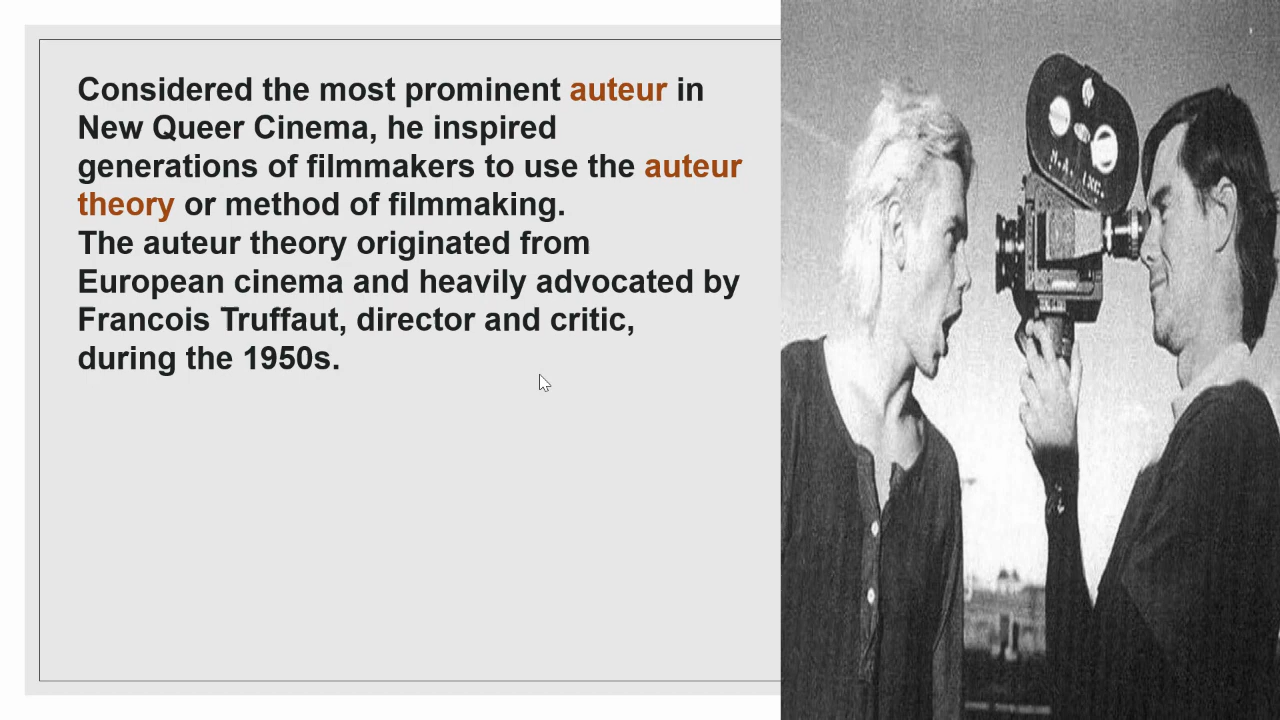 Considered the most prominent auteur in
New Queer Cinema, he inspired
generations of filmmakers to use the auteur
theory or method of filmmaking.
The auteur theory originated from
European cinema and heavily advocated by
Francois Truffaut, director and critic,
during the 1950s.